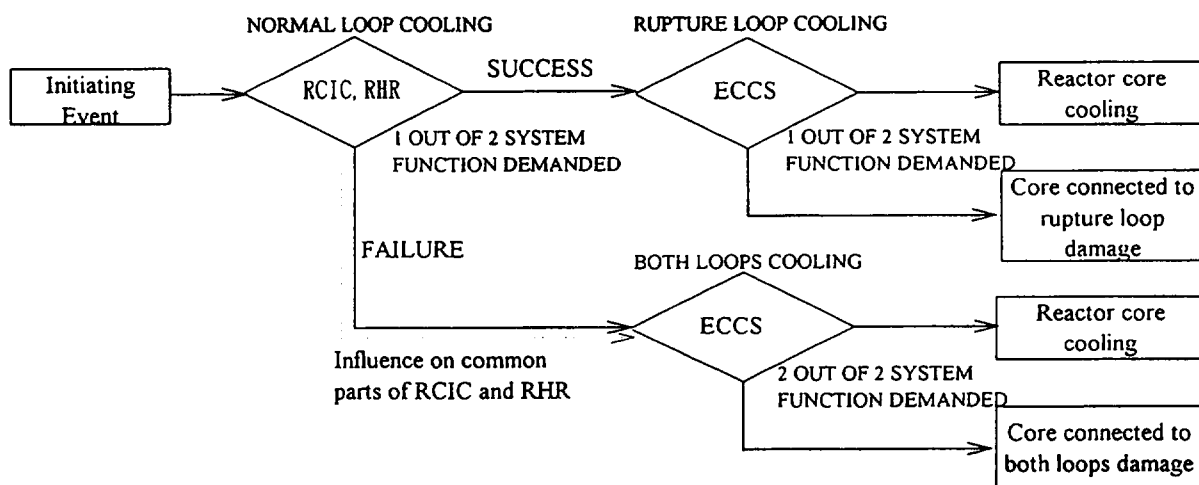 NORMAL LOOP COOLING
RUPTURE LOOP COOLING
Initiating
Event
RCIC, RHR
SUCCESS
ECCS
Reactor core
cooling
1 OUT OF 2 SYSTEM
FUNCTION DEMANDED
1 OUT OF 2 SYSTEM
FUNCTION DEMANDED
Core connected to
rupture loop
damage
FAILURE
BOTH LOOPS COOLING
ECCS
Reactor core
cooling
Influence on common
parts of RCIC and RHR
2 OUT OF 2 SYSTEM
FUNCTION DEMANDED
Core connected to
both loops damage